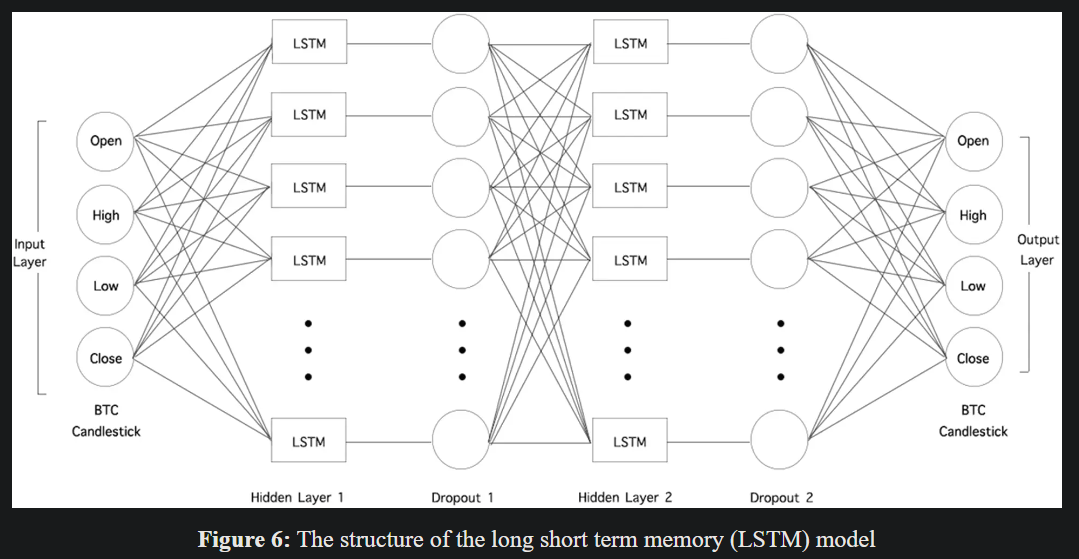 LSTM
LSTM
LSTM
LSTM
LSTM
LSTM
LSTM
LSTM
LSTM
LSTM
Open
High
Low
Close
Input
Layer
BTC
Candlestick
Open
High
Low
Close
Output
Layer
BTC
Candlestick
Hidden Layer 1
Dropout 1
Hidden Layer 2
Dropout 2
Figure 6: The structure of the long short term memory (LSTM) model